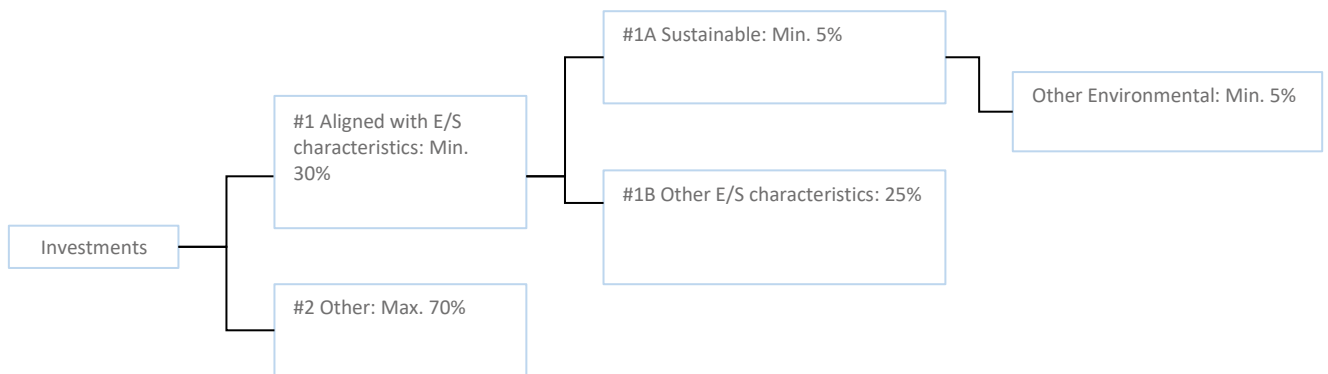 Investments
#1 Aligned with E/S
characteristics: Min.
30%
#2 Other: Max. 70%
#1A Sustainable: Min. 5%
#1B Other E/S characteristics: 25%
Other Environmental: Min. 5%